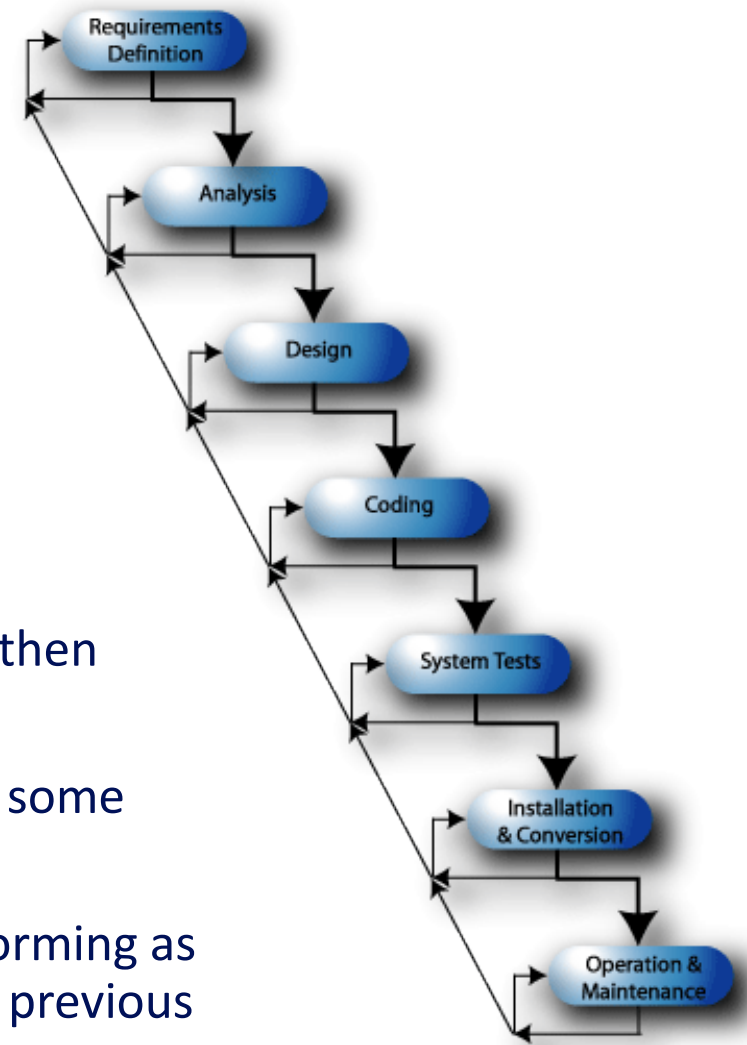 Requirements
Definition
Analysis
Design
Coding
then
System Tests
some
Installation
& Conversion
orming as
Operation &
Maintenance
previous